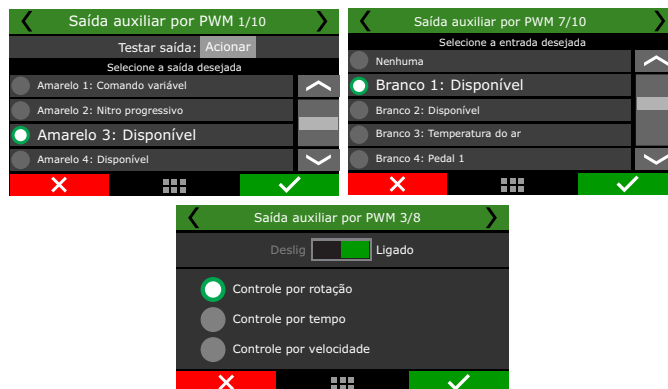 Saída auxiliar por PWM 1/10
Testar saída: Acionar
Selecione a saída desejada
Amarelo 1: Comando variável
Amarelo 2: Nitro progressivo
Amarelo 3: Disponível
Amarelo 4: Disponível
Saída auxiliar por PWM 7/10
Selecione a entrada desejada
Nenhuma
Branco 1: Disponível
Branco 2: Disponível
Branco 3: Temperatura do ar
Branco 4: Pedal 1
Saída auxiliar por PWM 3/8
Deslig Ligado
Controle por rotação
Controle por tempo
Controle por velocidade